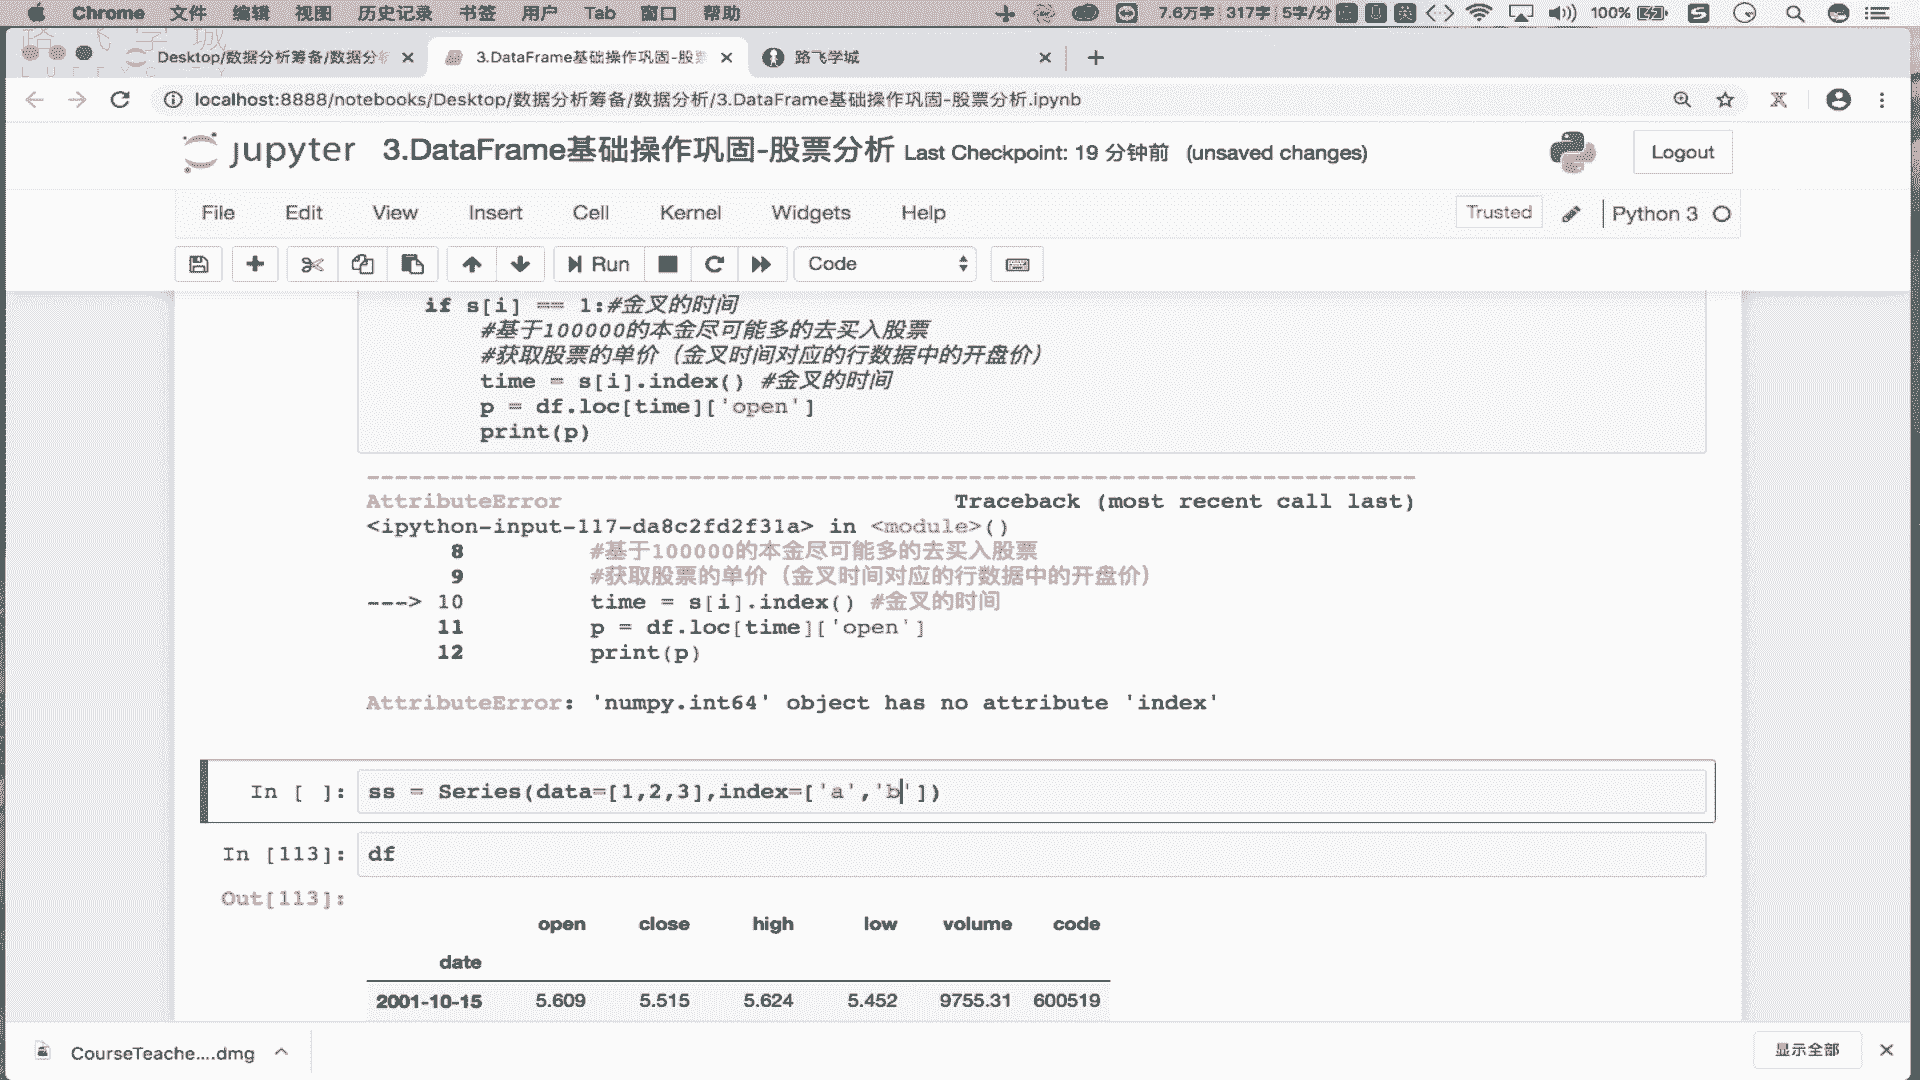 Chrome 文件 编辑 视图 历史记录 书签 用户 Tab 窗口 帮助 7.6万字 317字 5字/分 英 100%
路飞学城
Desktop/数据分析筹备/数据分析 3.DataFrame基础操作巩固-股票 路飞学城
localhost:8888/notebooks/Desktop/数据分析筹备/数据分析/3.DataFrame基础操作巩固-股票分析.ipynb
jupyter 3.DataFrame基础操作巩固-股票分析 Last Checkpoint: 19 分钟前 (unsaved changes) Logout
File Edit View Insert Cell Kernel Widgets Help Trusted Python 3
Run Code
if s[i] == 1:#金叉的时间
#基于100000的本金尽可能多的去买入股票
#获取股票的单价（金叉时间对应的行数据中的开盘价）
time = s[i].index() #金叉的时间
p = df.loc[time]['open']
print(p)
---------------------------------------------------------------------------
AttributeError Traceback (most recent call last)
<ipython-input-117-da8c2fd2f31a> in <module>()
8 #基于100000的本金尽可能多的去买入股票
9 #获取股票的单价（金叉时间对应的行数据中的开盘价）
---> 10 time = s[i].index() #金叉的时间
11 p = df.loc[time]['open']
12 print(p)
AttributeError: 'numpy.int64' object has no attribute 'index'
In [ ]: ss = Series(data=[1,2,3],index=['a','b'])
In [113]: df
Out[113]:
open close high low volume code
date
2001-10-15 5.609 5.515 5.624 5.452 9755.31 600519
CourseTeache....dmg 显示全部